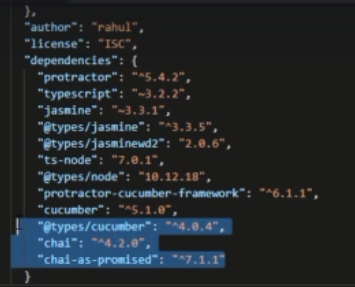 },
"author": "rahul",
"license": "ISC",
"dependencies": {
"protractor": "^5.4.2",
"typescript": "~3.2.2",
"jasmine": "~3.3.1",
"@types/jasmine": "^3.3.5",
"@types/jasminewd2": "2.0.6",
"ts-node": "7.0.1",
"@types/node": "10.12.18",
"protractor-cucumber-framework": "^6.1.1",
"cucumber": "^5.1.0",
"@types/cucumber": "^4.0.4",
"chai": "^4.2.0",
"chai-as-promised": "^7.1.1"
}